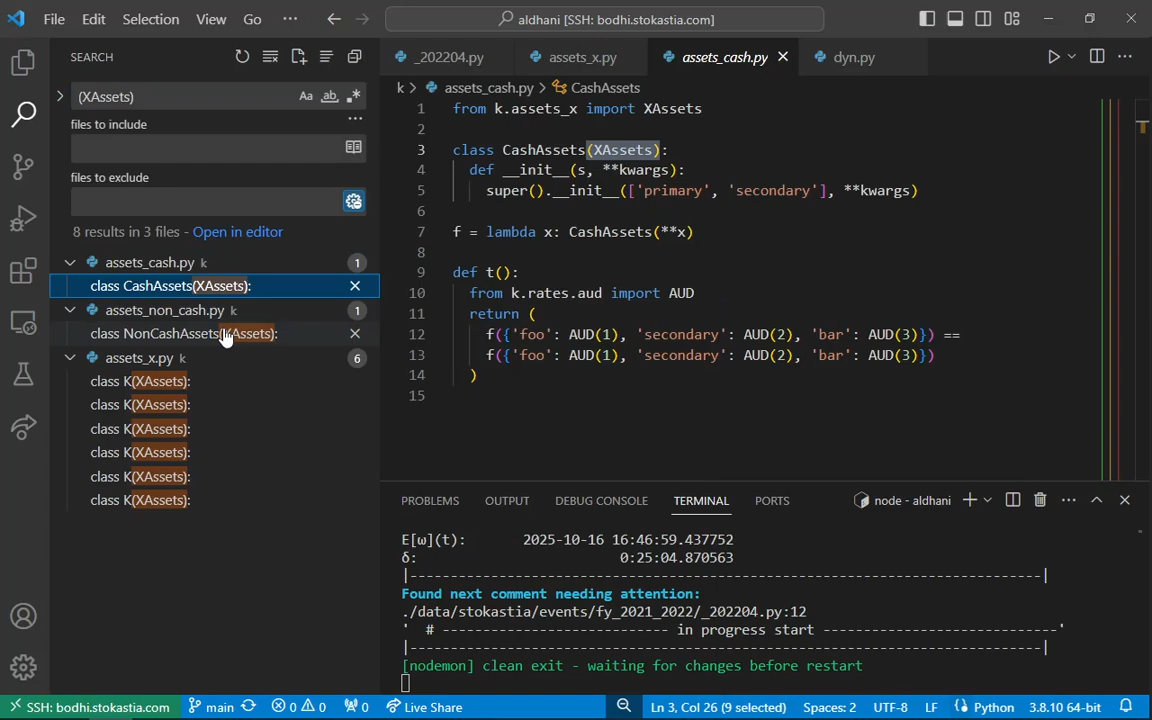 File Edit Selection View Go ··· aldhani [SSH: bodhi.stokastia.com]
SEARCH
(XAssets) Aa ab
files to include
files to exclude
8 results in 3 files - Open in editor
assets_cash.py k 1
class CashAssets(XAssets):
assets_non_cash.py k 1
class NonCashAssets(XAssets):
assets_x.py k 6
class K(XAssets):
class K(XAssets):
class K(XAssets):
class K(XAssets):
class K(XAssets):
class K(XAssets):
_202204.py assets_x.py assets_cash.py dyn.py
k > assets_cash.py > CashAssets
1 from k.assets_x import XAssets
2
3 class CashAssets(XAssets):
4 def __init__(s, **kwargs):
5 super().__init__(['primary', 'secondary'], **kwargs)
6
7 f = lambda x: CashAssets(**x)
8
9 def t():
10 from k.rates.aud import AUD
11 return (
12 f({'foo': AUD(1), 'secondary': AUD(2), 'bar': AUD(3)}) ==
13 f({'foo': AUD(1), 'secondary': AUD(2), 'bar': AUD(3)})
14 )
15
PROBLEMS OUTPUT DEBUG CONSOLE TERMINAL PORTS node - aldhani
E[ω](t): 2025-10-16 16:46:59.437752
δ: 0:25:04.870563
|-----------------------------------------------------------------------------|
Found next comment needing attention:
./data/stokastia/events/fy_2021_2022/_202204.py:12
' # ---------------------------- in progress start -----------------------------'
|-----------------------------------------------------------------------------|
[nodemon] clean exit - waiting for changes before restart
SSH: bodhi.stokastia.com main 0 0 0 Live Share Ln 3, Col 26 (9 selected) Spaces: 2 UTF-8 LF Python 3.8.10 64-bit